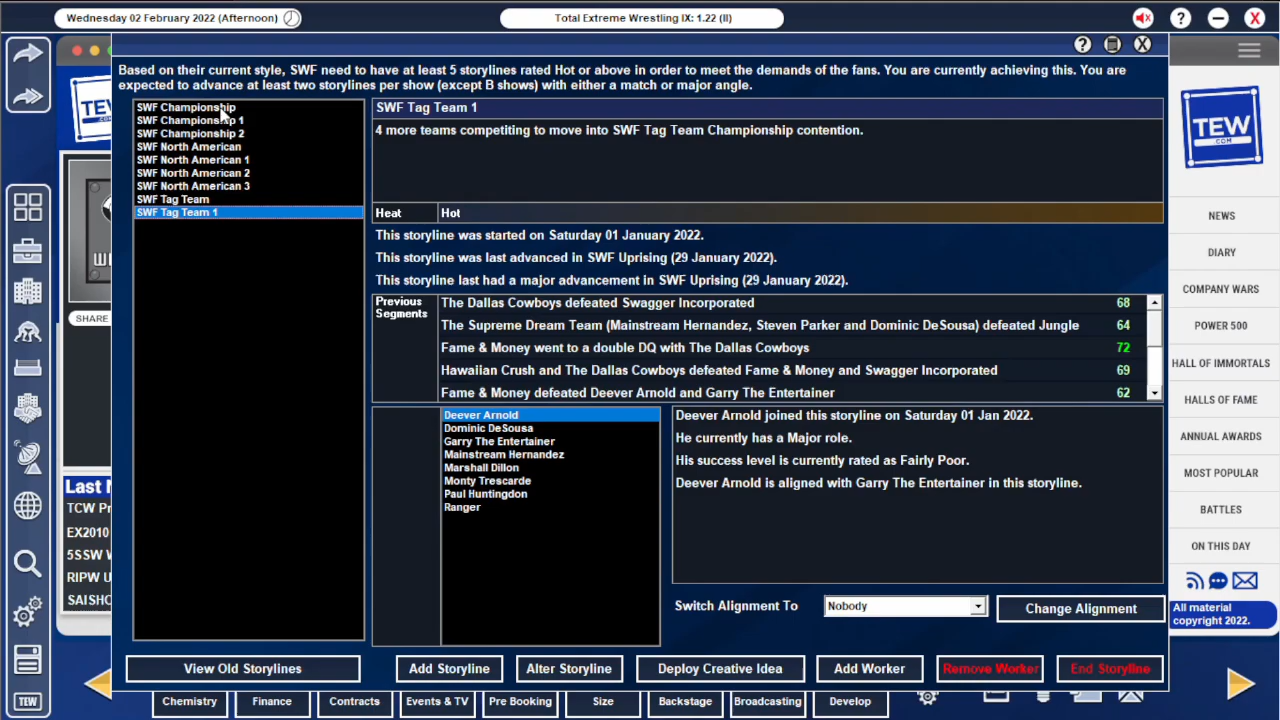 Wednesday 02 February 2022 (Afternoon)
Total Extreme Wrestling IX: 1.22 (II)
Based on their current style, SWF need to have at least 5 storylines rated Hot or above in order to meet the demands of the fans. You are currently achieving this. You are
expected to advance at least two storylines per show (except B shows) with either a match or major angle.
SWF Championship
SWF Championship 1
SWF Championship 2
SWF North American
SWF North American 1
SWF North American 2
SWF North American 3
SWF Tag Team
SWF Tag Team 1
SWF Tag Team 1
4 more teams competing to move into SWF Tag Team Championship contention.
Heat
Hot
This storyline was started on Saturday 01 January 2022.
This storyline was last advanced in SWF Uprising (29 January 2022).
This storyline last had a major advancement in SWF Uprising (29 January 2022).
Previous
Segments
The Dallas Cowboys defeated Swagger Incorporated 68
The Supreme Dream Team (Mainstream Hernandez, Steven Parker and Dominic DeSousa) defeated Jungle 64
Fame & Money went to a double DQ with The Dallas Cowboys 72
Hawaiian Crush and The Dallas Cowboys defeated Fame & Money and Swagger Incorporated 69
Fame & Money defeated Deever Arnold and Garry The Entertainer 62
Deever Arnold
Dominic DeSousa
Garry The Entertainer
Mainstream Hernandez
Marshall Dillon
Monty Trescarde
Paul Huntingdon
Ranger
Deever Arnold joined this storyline on Saturday 01 Jan 2022.
He currently has a Major role.
His success level is currently rated as Fairly Poor.
Deever Arnold is aligned with Garry The Entertainer in this storyline.
Switch Alignment To
Nobody
Change Alignment
View Old Storylines
Add Storyline
Alter Storyline
Deploy Creative Idea
Add Worker
Remove Worker
End Storyline
TEW
SHARE
Last N
TCW Pr
EX2010
5SSW
RIPW U
SAISHO
TEW
Chemistry
Finance
Contracts
Events & TV
Pre Booking
Size
Backstage
Broadcasting
Develop
TEW
.COM
NEWS
DIARY
COMPANY WARS
POWER 500
HALL OF IMMORTALS
HALLS OF FAME
ANNUAL AWARDS
MOST POPULAR
BATTLES
ON THIS DAY
All material
copyright 2022.